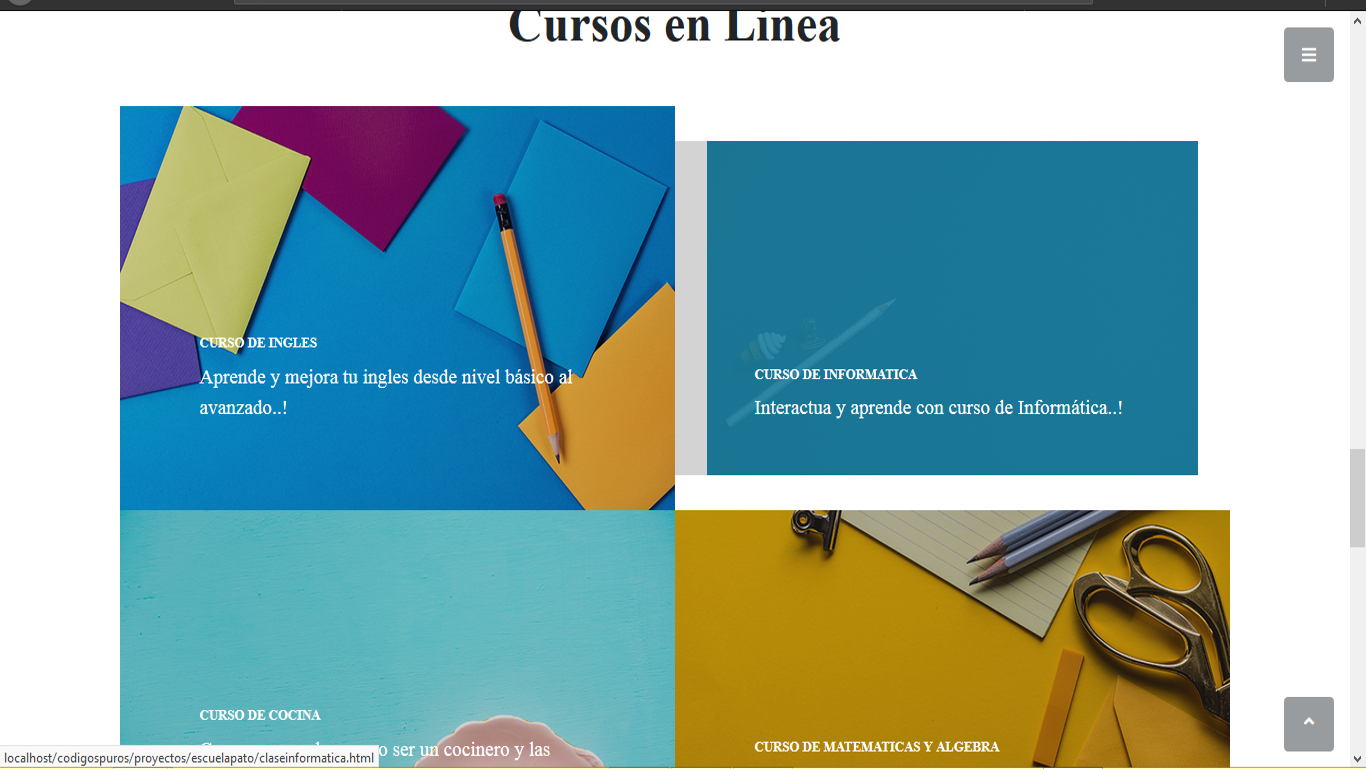 Cursos en Linea
CURSO DE INGLES
Aprende y mejora tu ingles desde nivel básico al
avanzado..!
CURSO DE INFORMATICA
Interactua y aprende con curso de Informática..!
CURSO DE COCINA
ser un cocinero y las
CURSO DE MATEMATICAS Y ALGEBRA
localhost/codigospuros/proyectos/escuelapato/claseinformatica.html